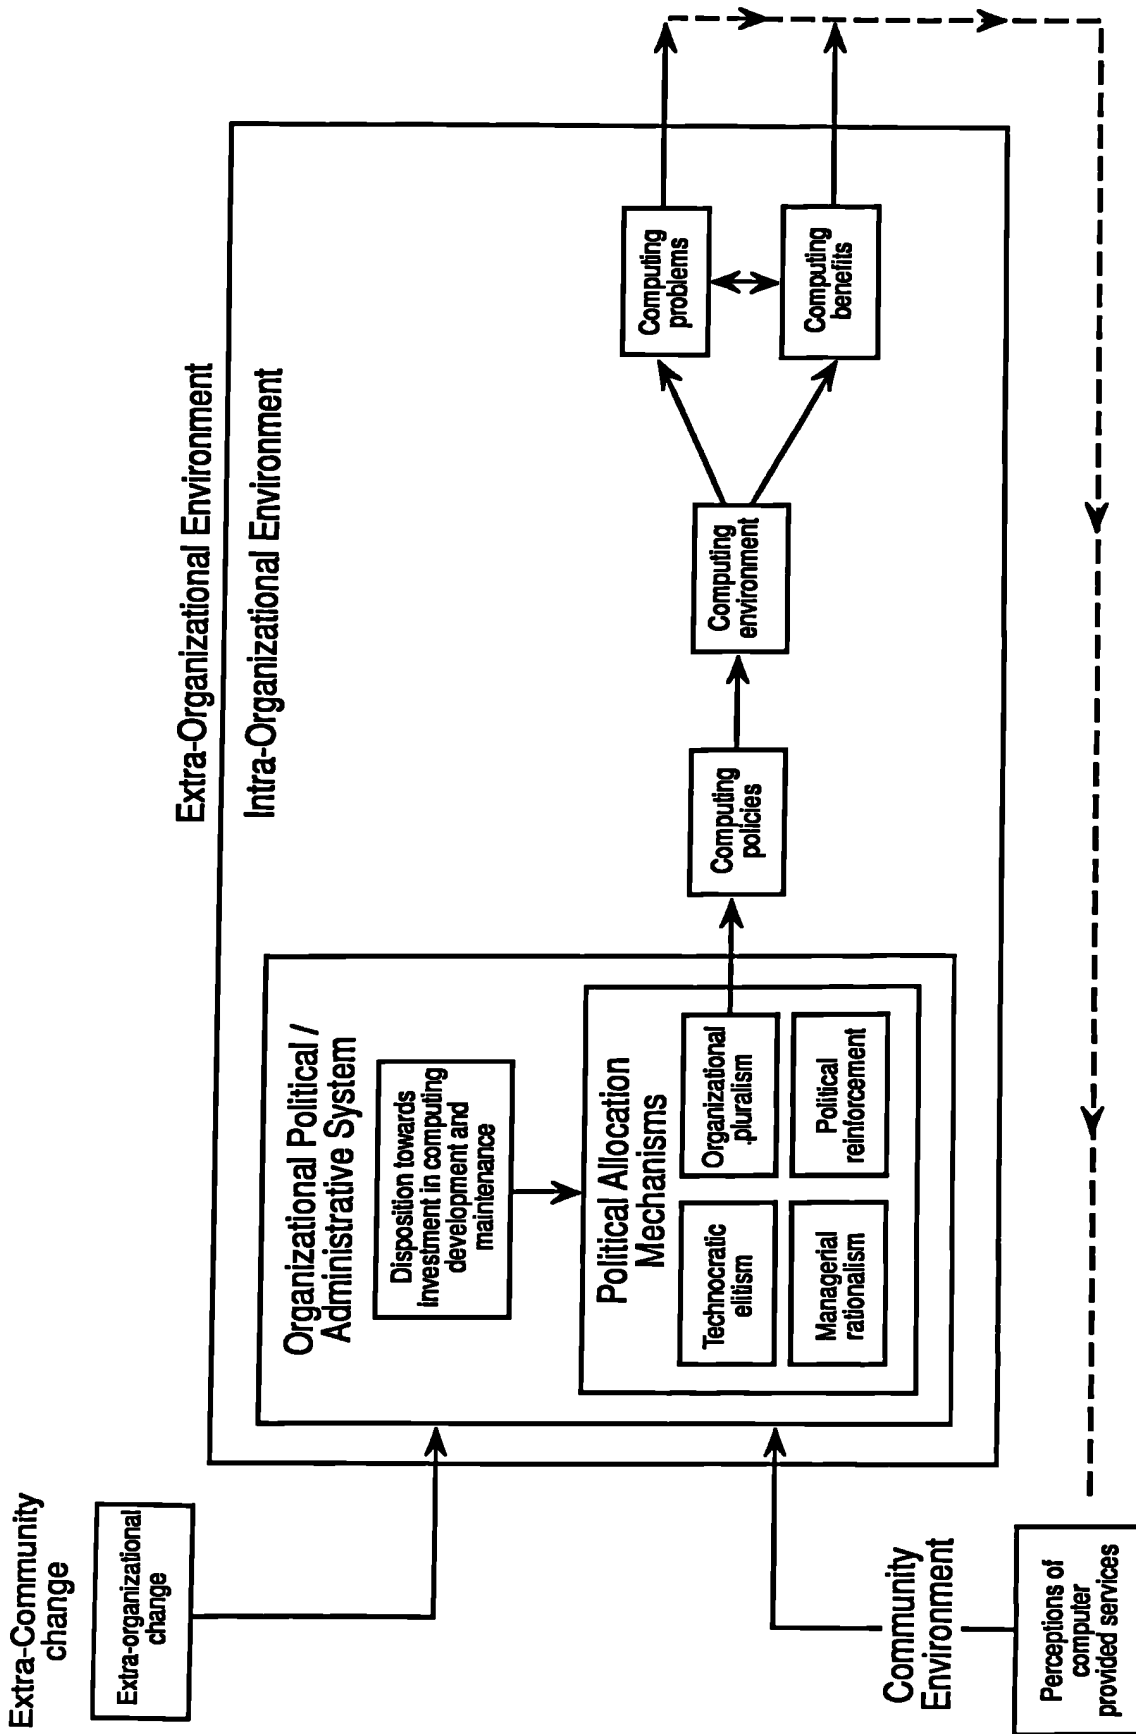 Extra-Community
change
Extra-organizational
change
Extra-Organizational Environment
Intra-Organizational Environment
Organizational Political /
Administrative System
Disposition towards
investment in computing
development and
maintenance
Political Allocation
Mechanisms
Technocratic
elitism
Organizational
.pluralism
Managerial
rationalism
Political
reinforcement
Computing
policies
Computing
environment
Computing
problems
Computing
benefits
Community
Environment
Perceptions of
computer
provided services